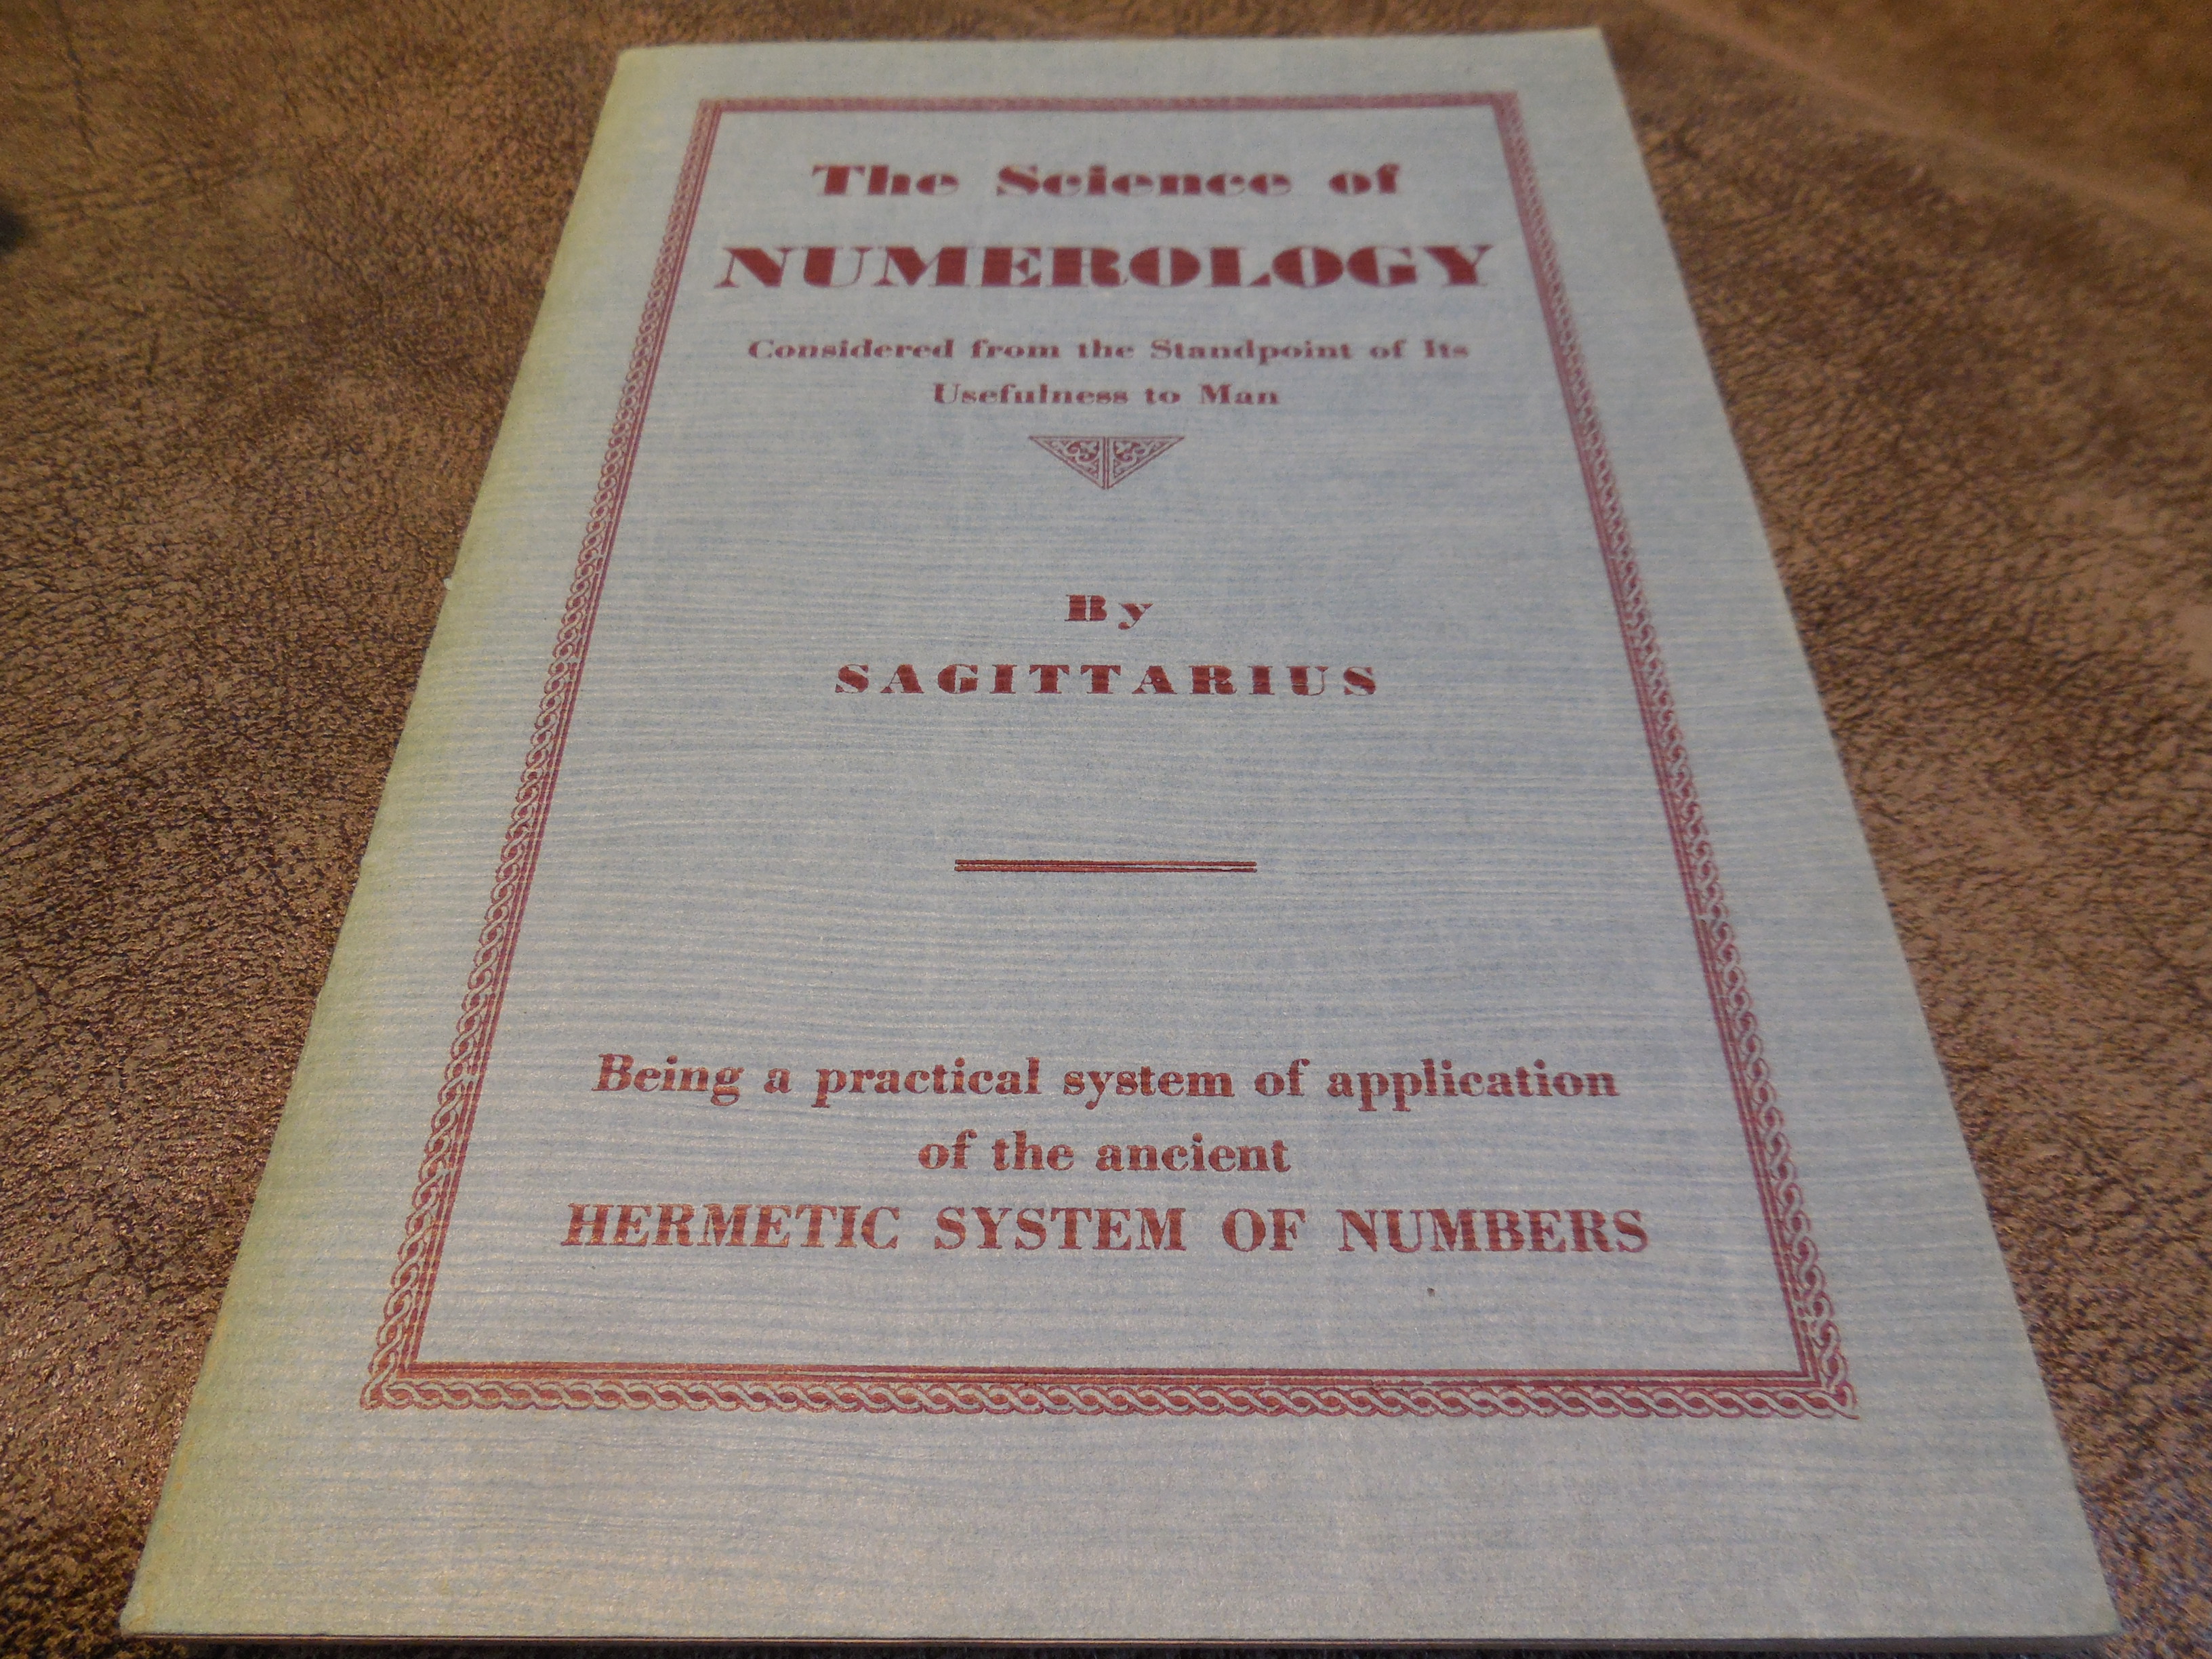 The Science of
NUMEROLOGY
Considered from the Standpoint of Its
Usefulness to Man
By
SAGITTARIUS
Being a practical system of application
of the ancient
HERMETIC SYSTEM OF NUMBERS